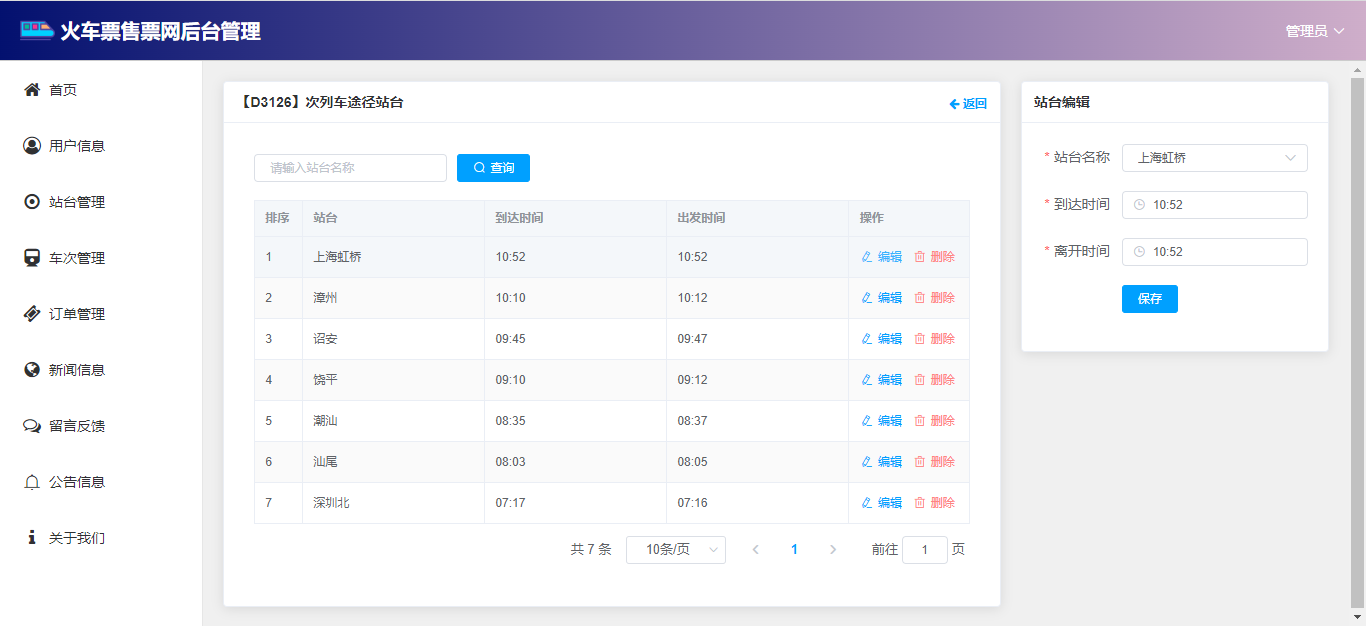 火车票售票网后台管理
管理员
首页
用户信息
站台管理
车次管理
订单管理
新闻信息
留言反馈
公告信息
关于我们
【D3126】次列车途径站台
返回
请输入站台名称
查询
排序 站台 到达时间 出发时间 操作
1 上海虹桥 10:52 10:52 编辑 删除
2 漳州 10:10 10:12 编辑 删除
3 诏安 09:45 09:47 编辑 删除
4 饶平 09:10 09:12 编辑 删除
5 潮汕 08:35 08:37 编辑 删除
6 汕尾 08:03 08:05 编辑 删除
7 深圳北 07:17 07:16 编辑 删除
共 7 条 10条/页 1 前往 1 页
站台编辑
* 站台名称 上海虹桥
* 到达时间 10:52
* 离开时间 10:52
保存